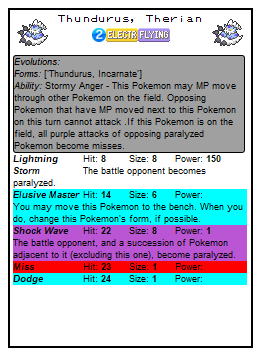 Thundurus, Therian
2 ELECTR FLYING
Evolutions:
Forms: ['Thundurus, Incarnate']
Ability: Stormy Anger - This Pokemon may MP move
through other Pokemon on the field. Opposing
Pokemon that have MP moved next to this Pokemon
on this turn cannot attack .If this Pokemon is on the
field, all purple attacks of opposing paralyzed
Pokemon become misses.
Lightning Hit: 8 Size: 8 Power: 150
Storm The battle opponent becomes
paralyzed.
Elusive Master Hit: 14 Size: 6 Power:
You may move this Pokemon to the bench. When you
do, change this Pokemon's form, if possible.
Shock Wave Hit: 22 Size: 8 Power: 1
The battle opponent, and a succession of Pokemon
adjacent to it (excluding this one), become paralyzed.
Miss Hit: 23 Size: 1 Power:
Dodge Hit: 24 Size: 1 Power: